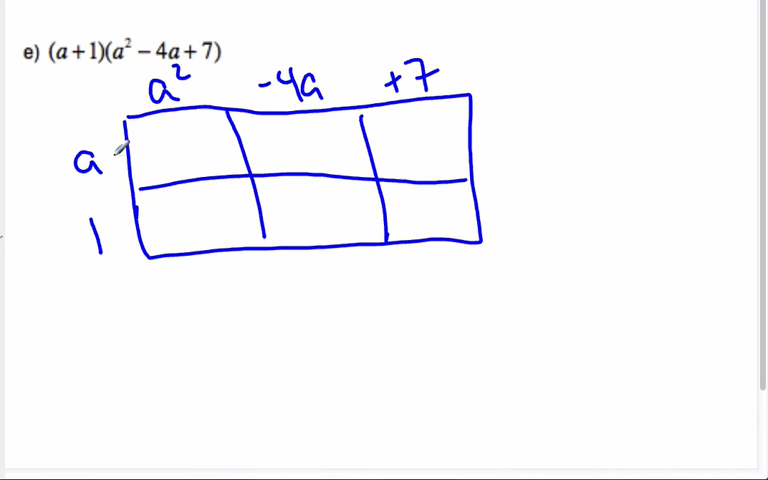 e) (a+1)(a² − 4a+7)
a² -4a +7
a
1